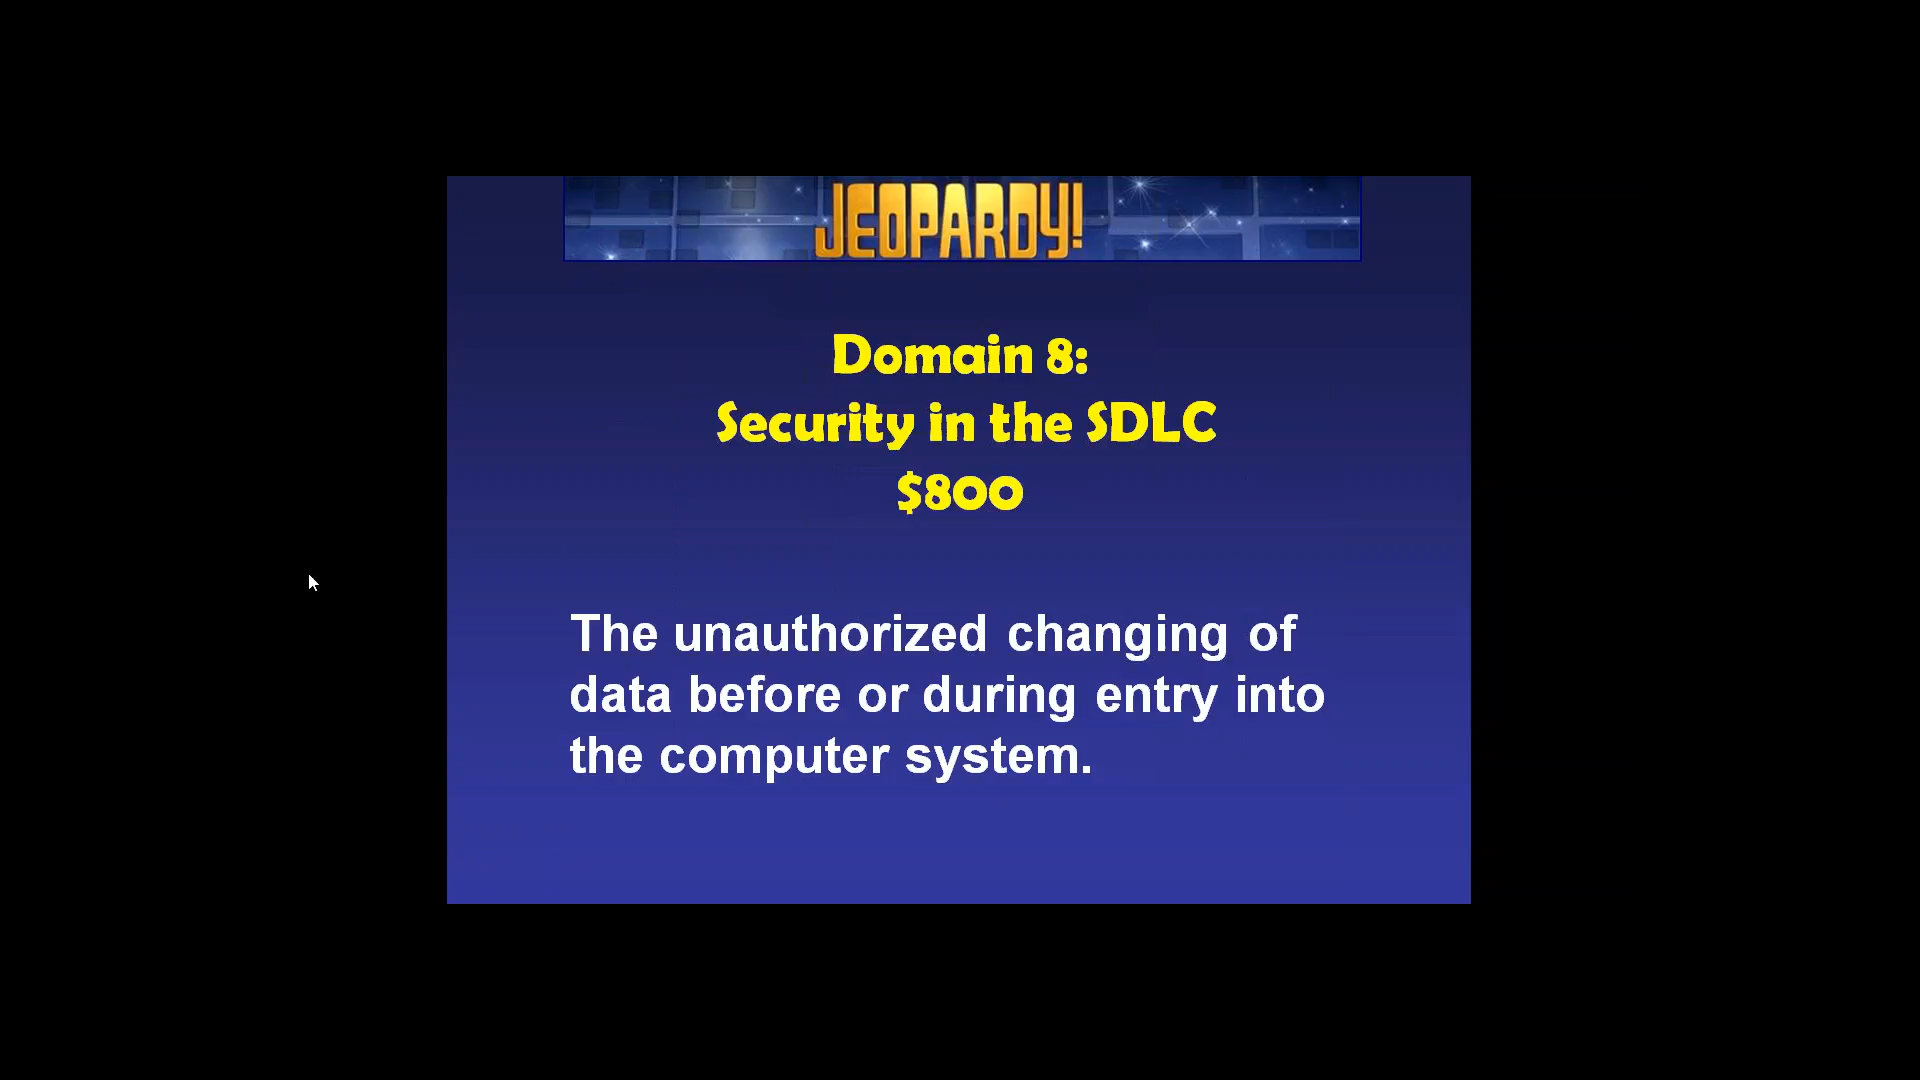 JEOPARDY!
Domain 8:
Security in the SDLC
$800
The unauthorized changing of
data before or during entry into
the computer system.